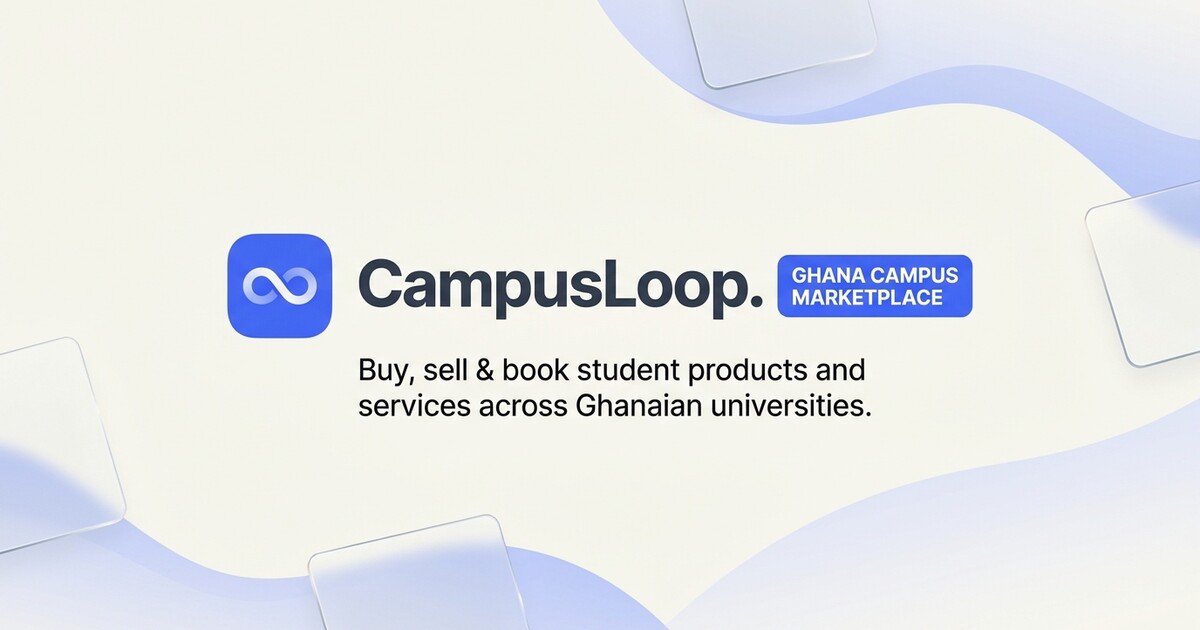 CampusLoop.
GHANA CAMPUS
MARKETPLACE
Buy, sell & book student products and
services across Ghanaian universities.